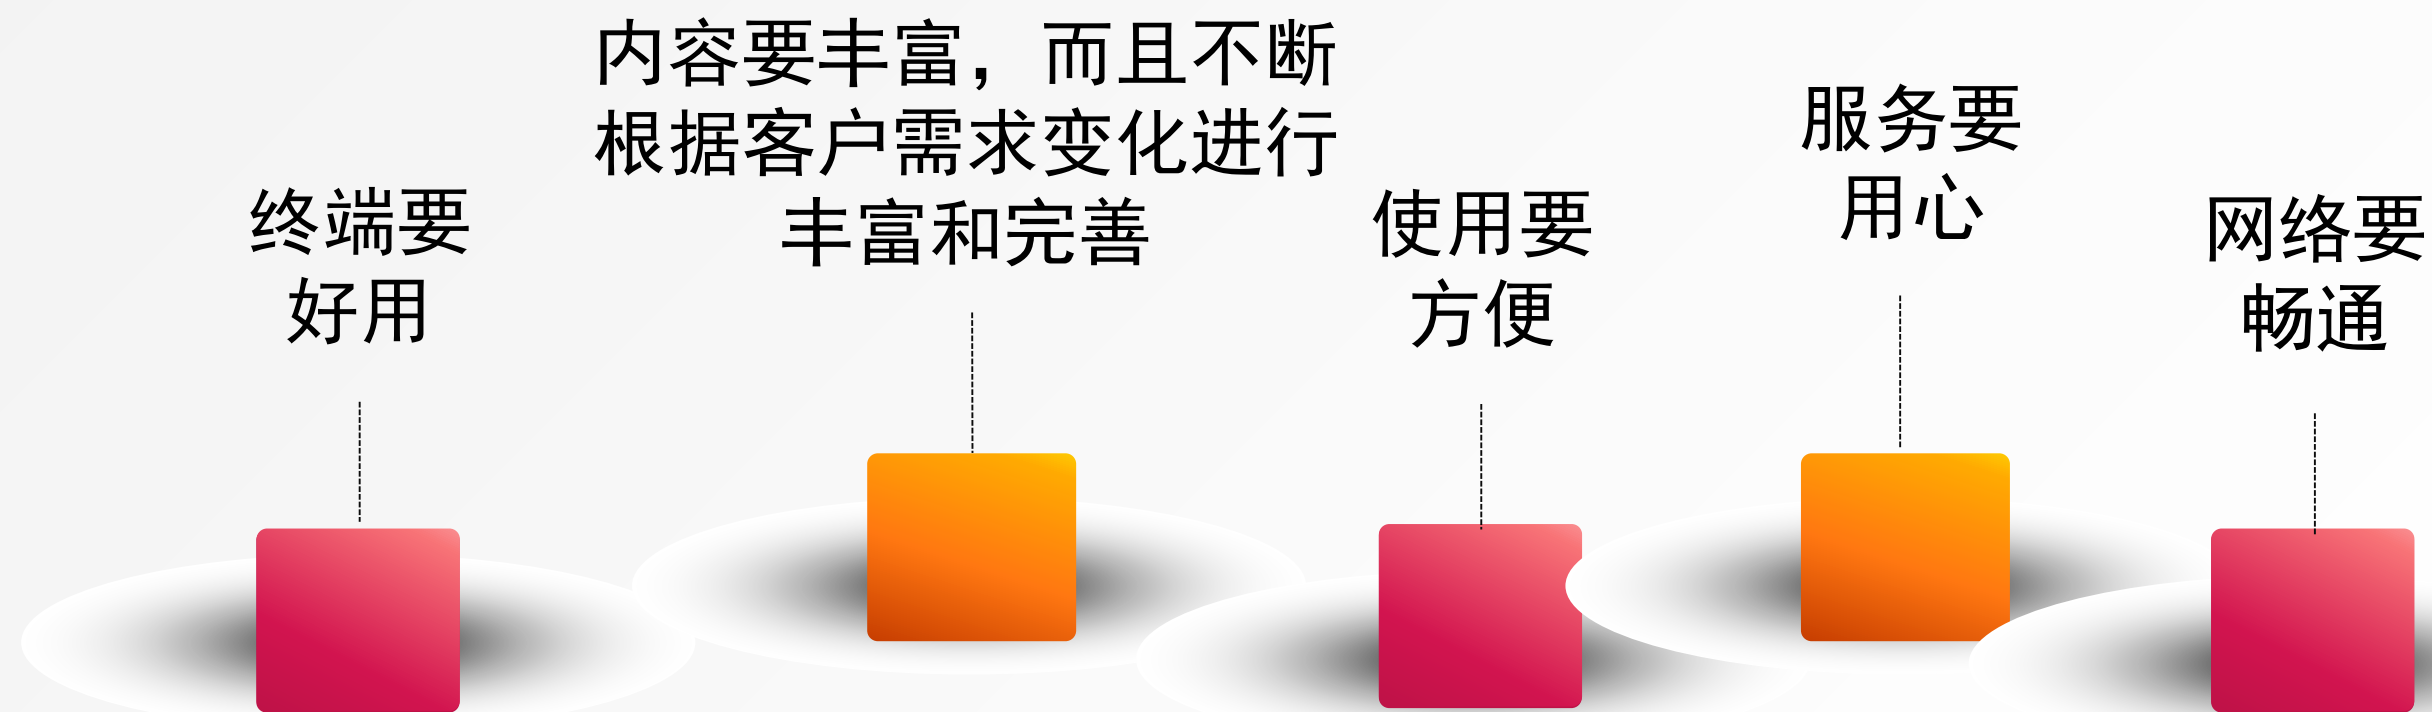 终端要
好用
内容要丰富，而且不断
根据客户需求变化进行
丰富和完善
使用要
方便
服务要
用心
网络要
畅通